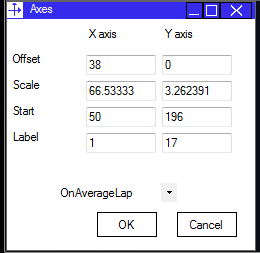 Axes
X axis Y axis
Offset 38 0
Scale 66.53333 3.262391
Start 50 196
Label 1 17
OnAverageLap
OK Cancel